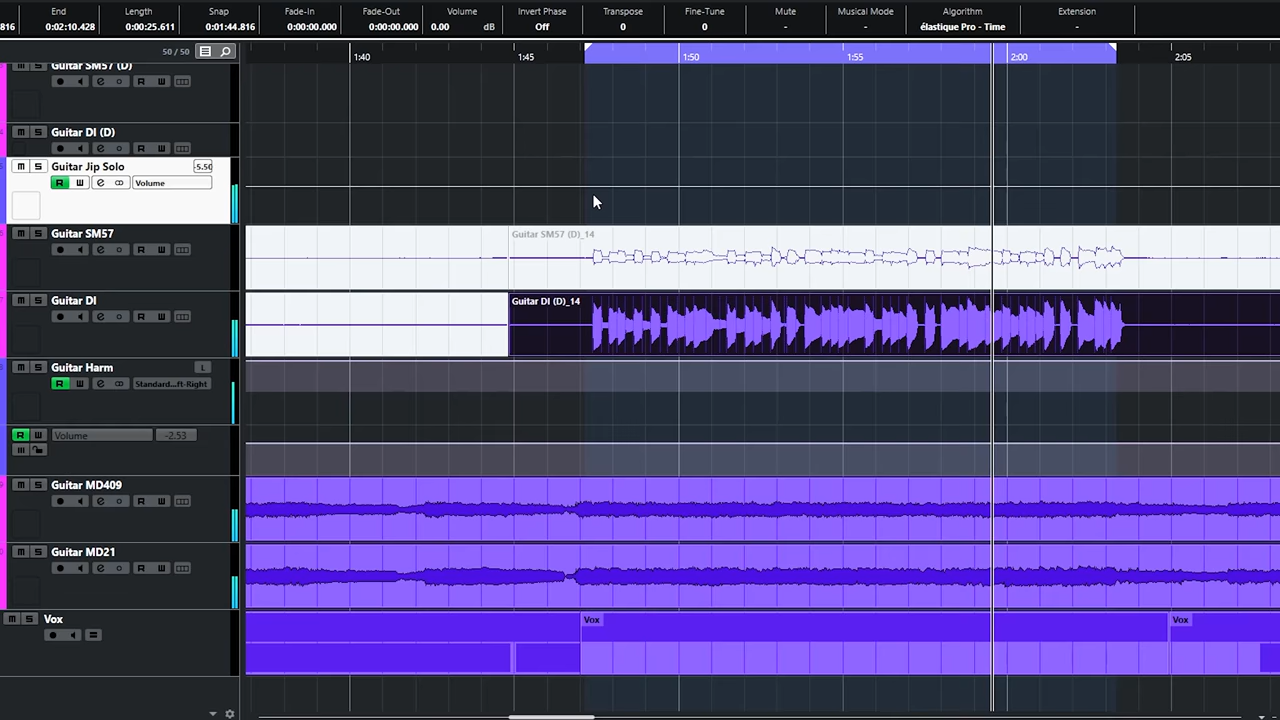 End Length Snap Fade-In Fade-Out Volume Invert Phase Transpose Fine-Tune Mute Musical Mode Algorithm Extension
816 0:02:10.428 0:00:25.611 0:01:44.816 0:00:00.000 0:00:00.000 0.00 dB Off 0 0 - - élastique Pro - Time -
50 / 50
1:40 1:45 1:50 1:55 2:00 2:05
Guitar SM57 (D)
R W
M S Guitar DI (D)
R W
M S Guitar Jip Solo -5.50
R W e Volume
M S Guitar SM57
R W
Guitar SM57 (D)_14
M S Guitar DI
R W
Guitar DI (D)_14
M S Guitar Harm L
R W e Standard...ft-Right
R W Volume -2.53
M
M S Guitar MD409
e R W
M S Guitar MD21
e R W
M S Vox
Vox Vox